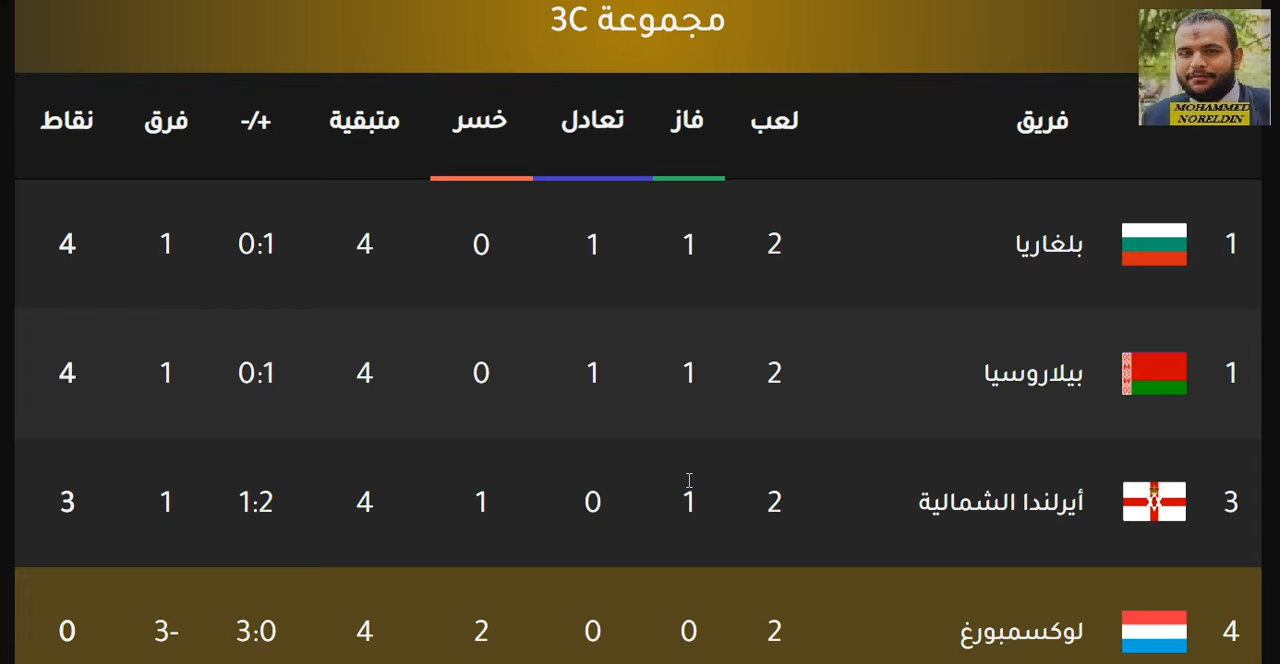 مجموعة 3C
MOHAMMED
NORELDIN
فريق لعب فاز تعادل خسر متبقية +/- فرق نقاط
1 بلغاريا 2 1 1 0 4 0:1 1 4
1 بيلاروسيا 2 1 1 0 4 0:1 1 4
3 أيرلندا الشمالية 2 1 0 1 4 1:2 1 3
4 لوكسمبورغ 2 0 0 2 4 3:0 3- 0